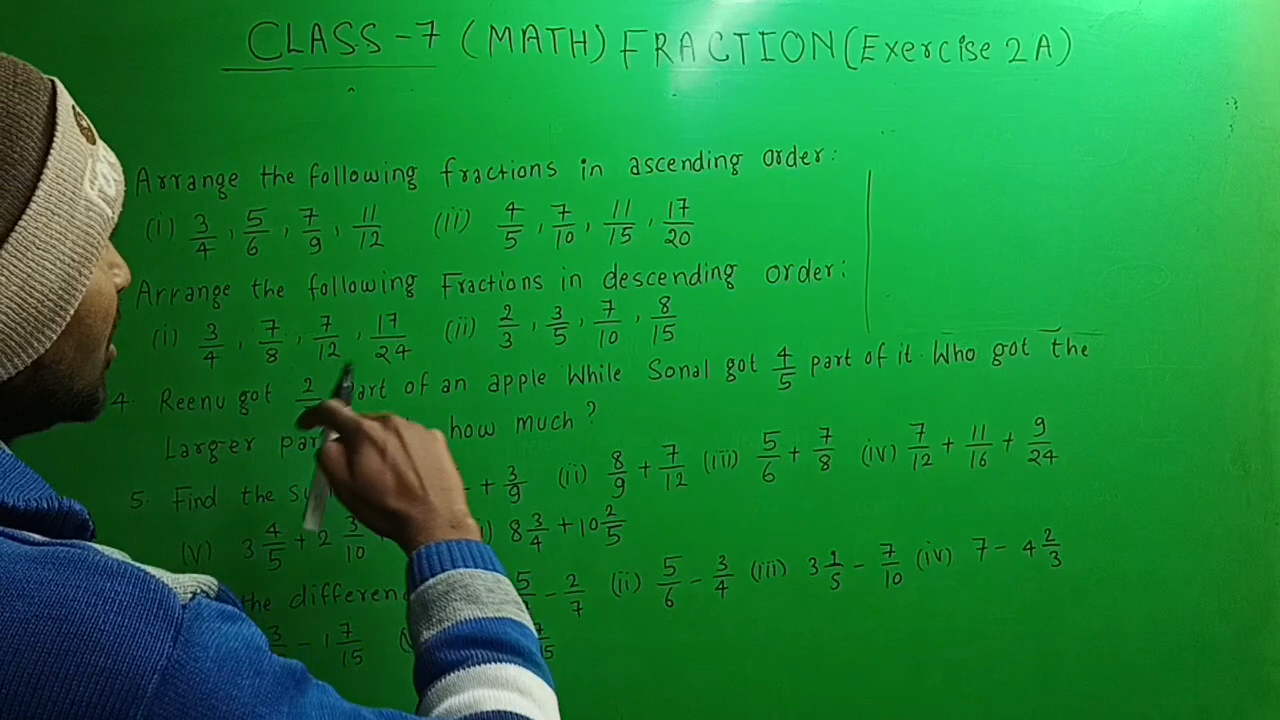 CLASS-7 (MATH) FRACTION (Exercise 2A)
Arrange the following fractions in ascending order:
(i) 3/4, 5/6, 7/9, 11/12 (ii) 4/5, 7/10, 11/15, 17/20
Arrange the following Fractions in descending order:
(i) 3/4, 7/8, 7/12, 17/24 (ii) 2/3, 3/5, 7/10, 8/15
4. Reenu got 2 part of an apple While Sonal got 4/5 part of it. Who got the
Larger how much?
5. Find the + 3/9 (ii) 8/9 + 7/12 (iii) 5/6 + 7/8 (iv) 7/12 + 11/16 + 9/24
(v) 3 4/5 + 2 3/10 + 8 3/4 + 10 2/5
the 5 - 2/7 (ii) 5/6 - 3/4 (iii) 3 1/5 - 7/10 (iv) 7 - 4 2/3
3 - 1 7/15